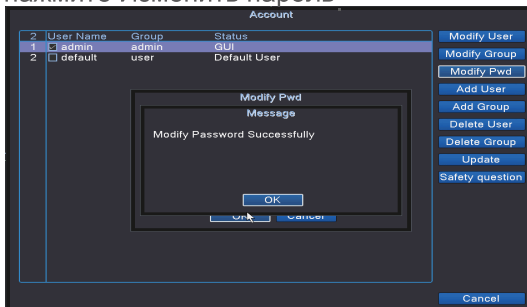 нажмите Изменить пароль
Account
2 User Name Group Status
1 admin admin GUI
2 default user Default User
Modify User
Modify Group
Modify Pwd
Add User
Add Group
Delete User
Delete Group
Update
Safety question
Modify Pwd
Message
Modify Password Successfully
OK
OK Cancel
Cancel